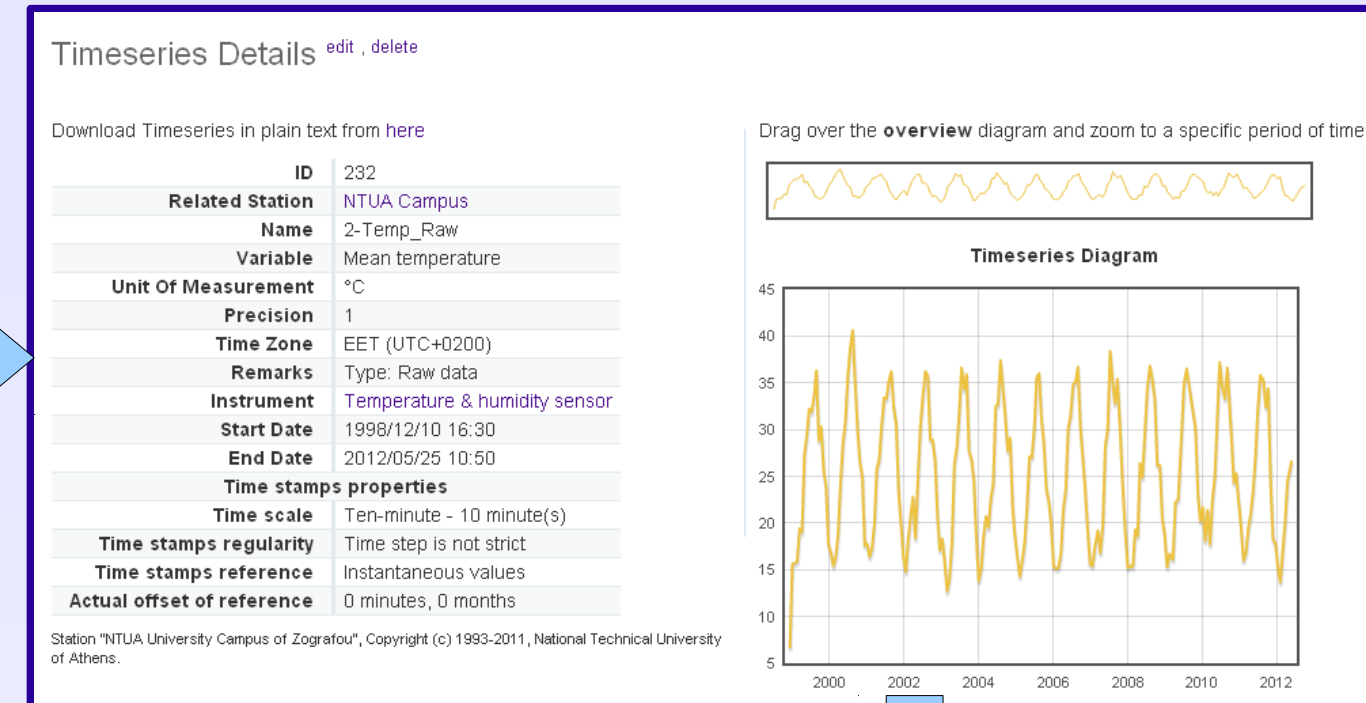 Timeseries Details edit , delete
Download Timeseries in plain text from here
ID 232
Related Station NTUA Campus
Name 2-Temp_Raw
Variable Mean temperature
Unit Of Measurement °C
Precision 1
Time Zone EET (UTC+0200)
Remarks Type: Raw data
Instrument Temperature & humidity sensor
Start Date 1998/12/10 16:30
End Date 2012/05/25 10:50
Time stamps properties
Time scale Ten-minute - 10 minute(s)
Time stamps regularity Time step is not strict
Time stamps reference Instantaneous values
Actual offset of reference 0 minutes, 0 months
Station "NTUA University Campus of Zografou", Copyright (c) 1993-2011, National Technical University
of Athens.
Drag over the overview diagram and zoom to a specific period of time
Timeseries Diagram
45
40
35
30
25
20
15
10
5
2000 2002 2004 2006 2008 2010 2012